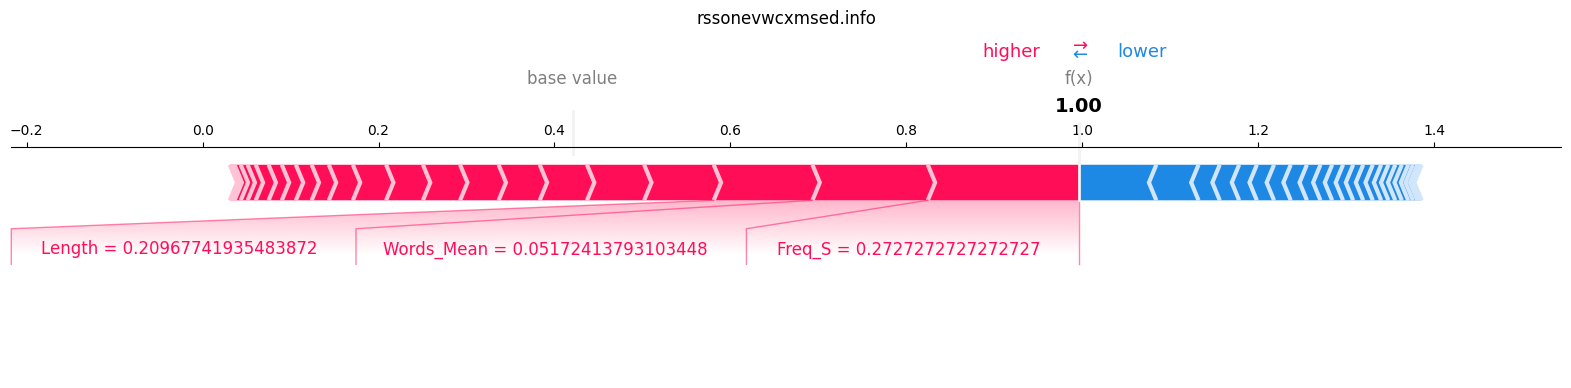 rssonevwcxmsed.info
higher ⇄ lower
base value f(x)
1.00
−0.2 0.0 0.2 0.4 0.6 0.8 1.0 1.2 1.4
Length = 0.20967741935483872 Words_Mean = 0.05172413793103448 Freq_S = 0.2727272727272727